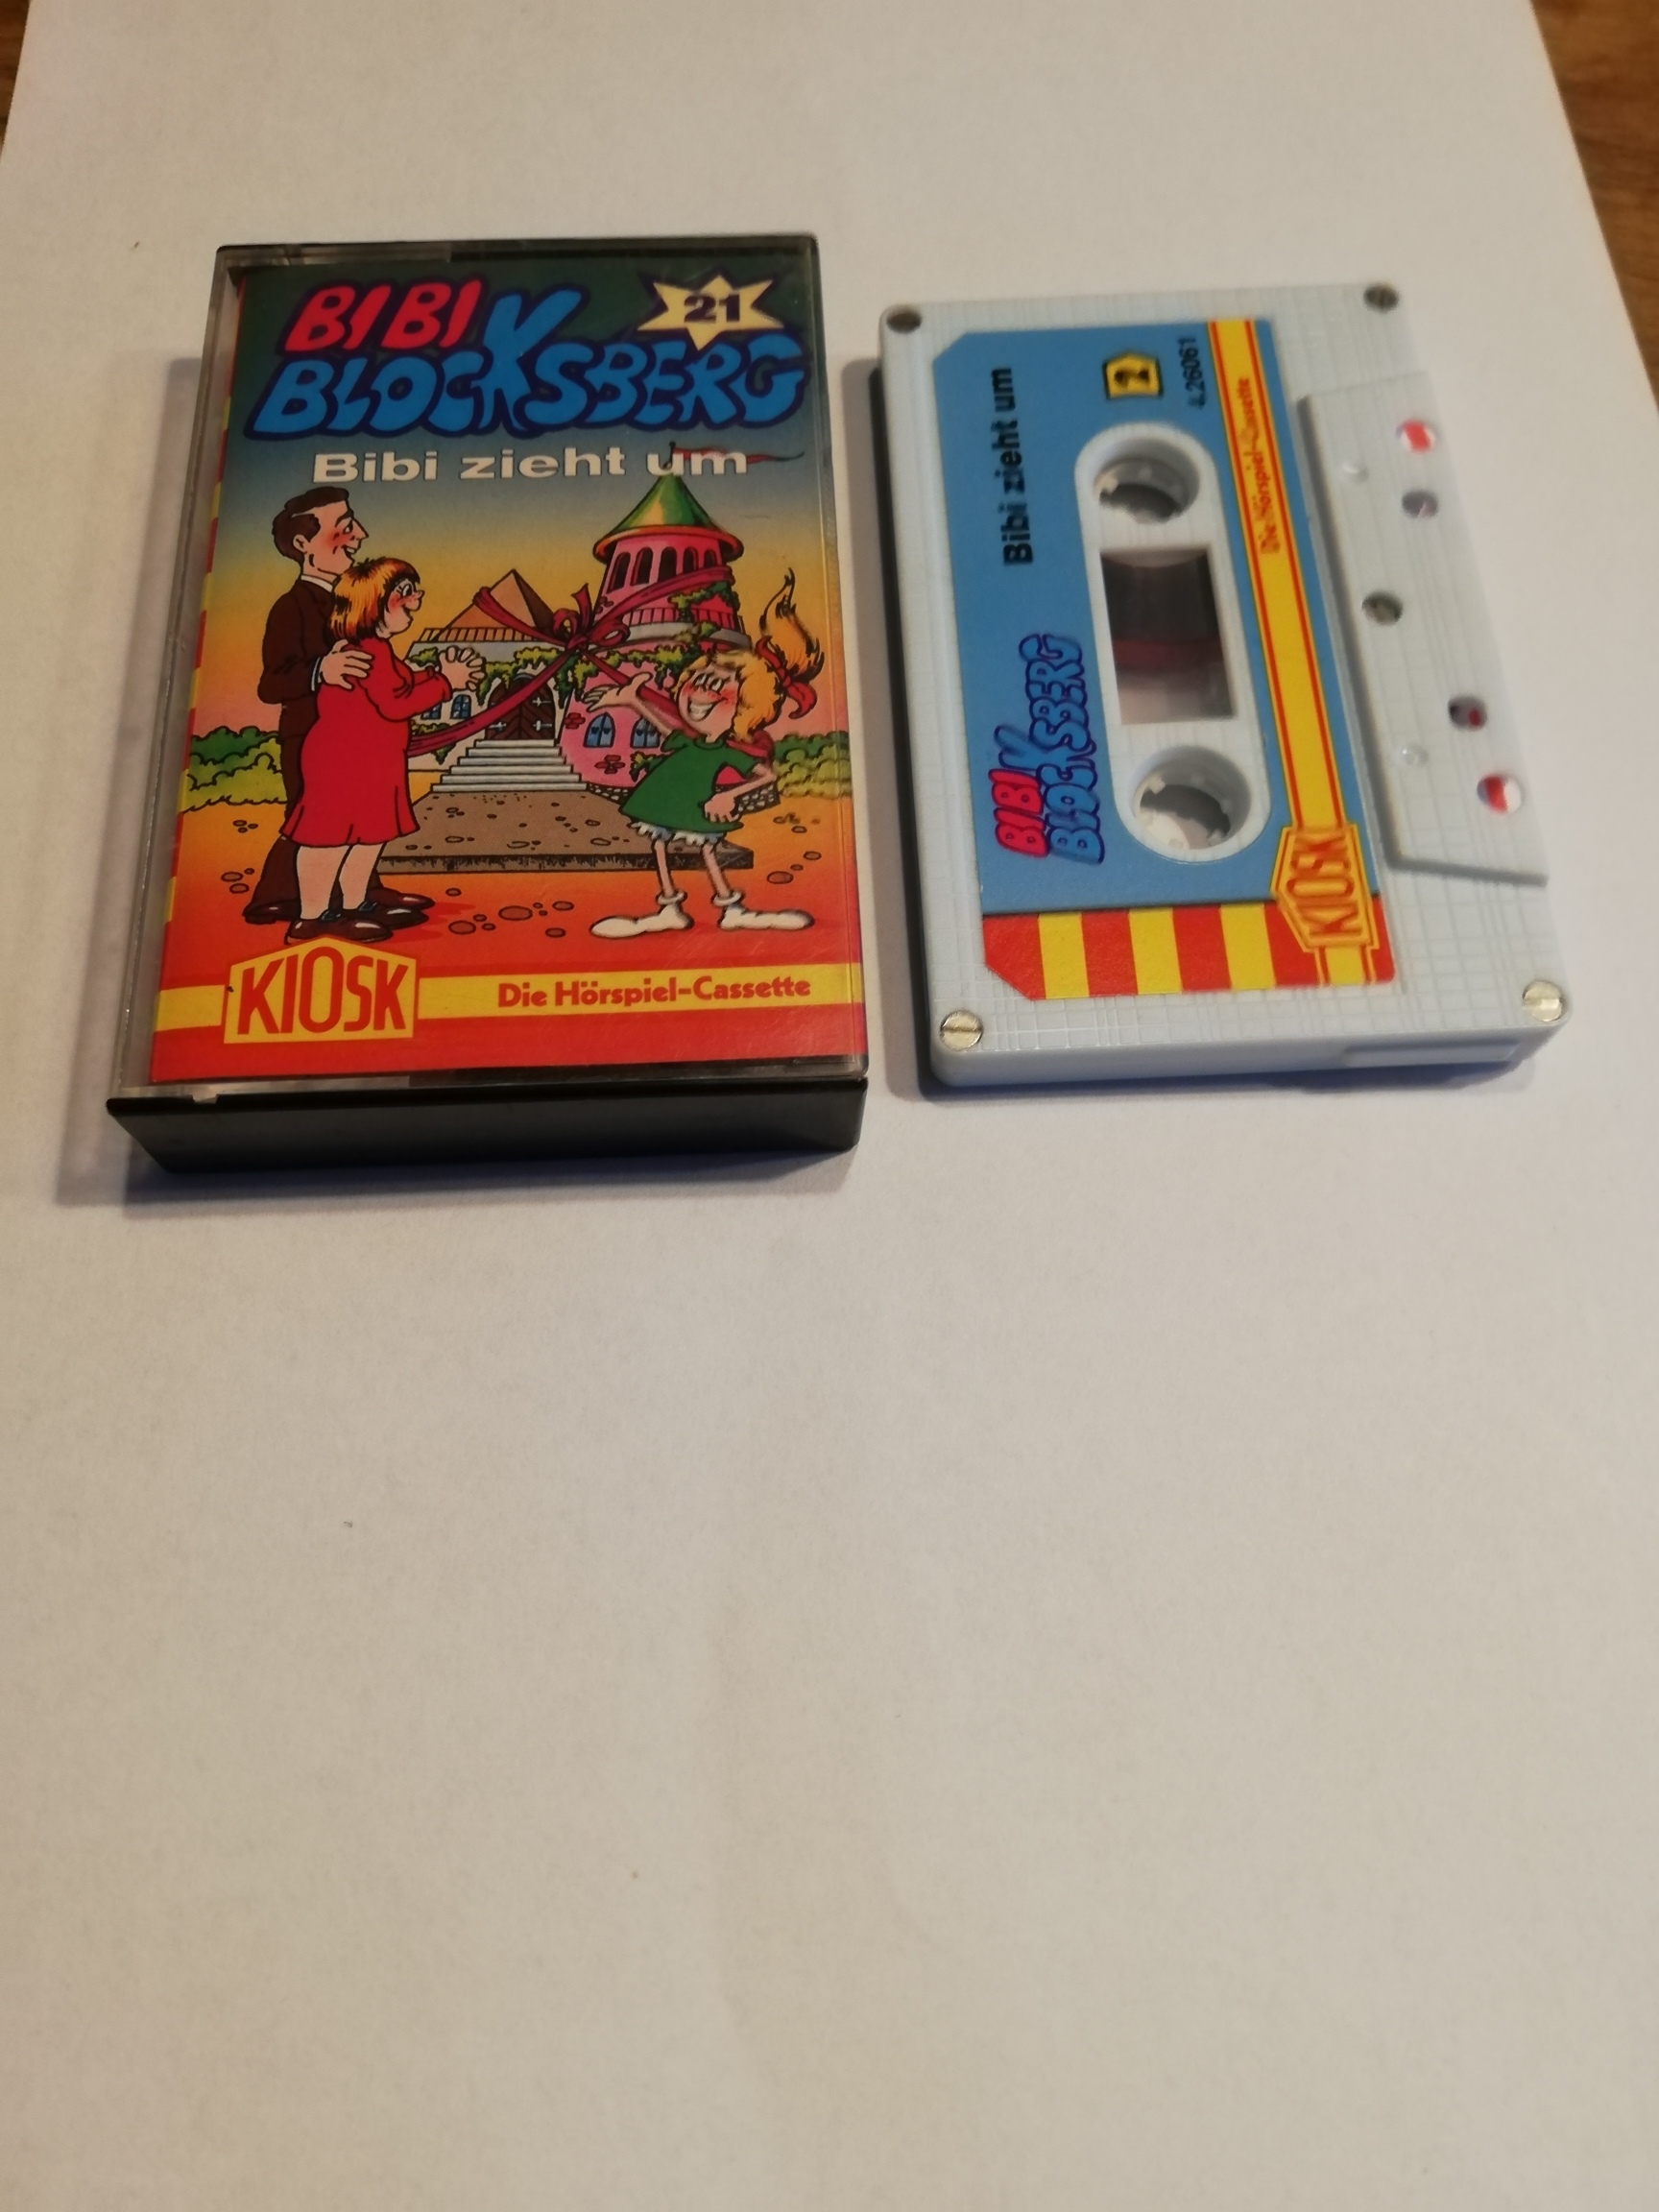 BIBI
21
BLOCKSBERG
Bibi zieht um
KIOSK
Die Hörspiel-Cassette
BIBI
BLOCKSBERG
Bibi zieht um
2
4.26061
KIOSK
Die Hörspiel-Cassette